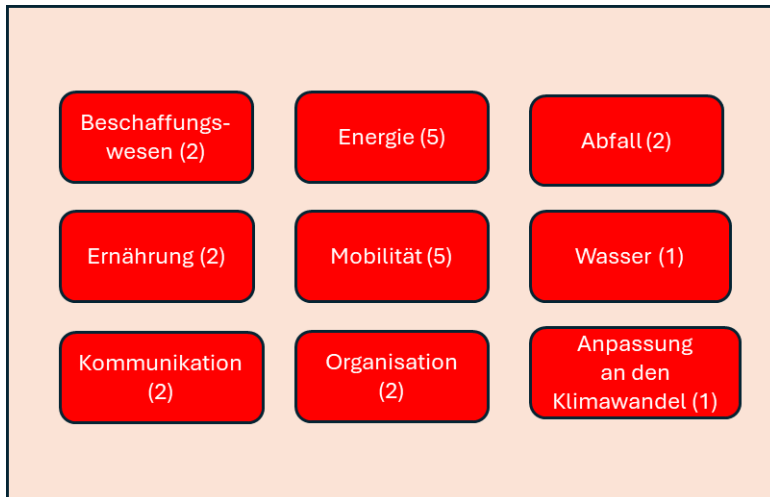 Beschaffungs-
wesen (2)
Energie (5)
Abfall (2)
Ernährung (2)
Mobilität (5)
Wasser (1)
Kommunikation
(2)
Organisation
(2)
Anpassung
an den
Klimawandel (1)